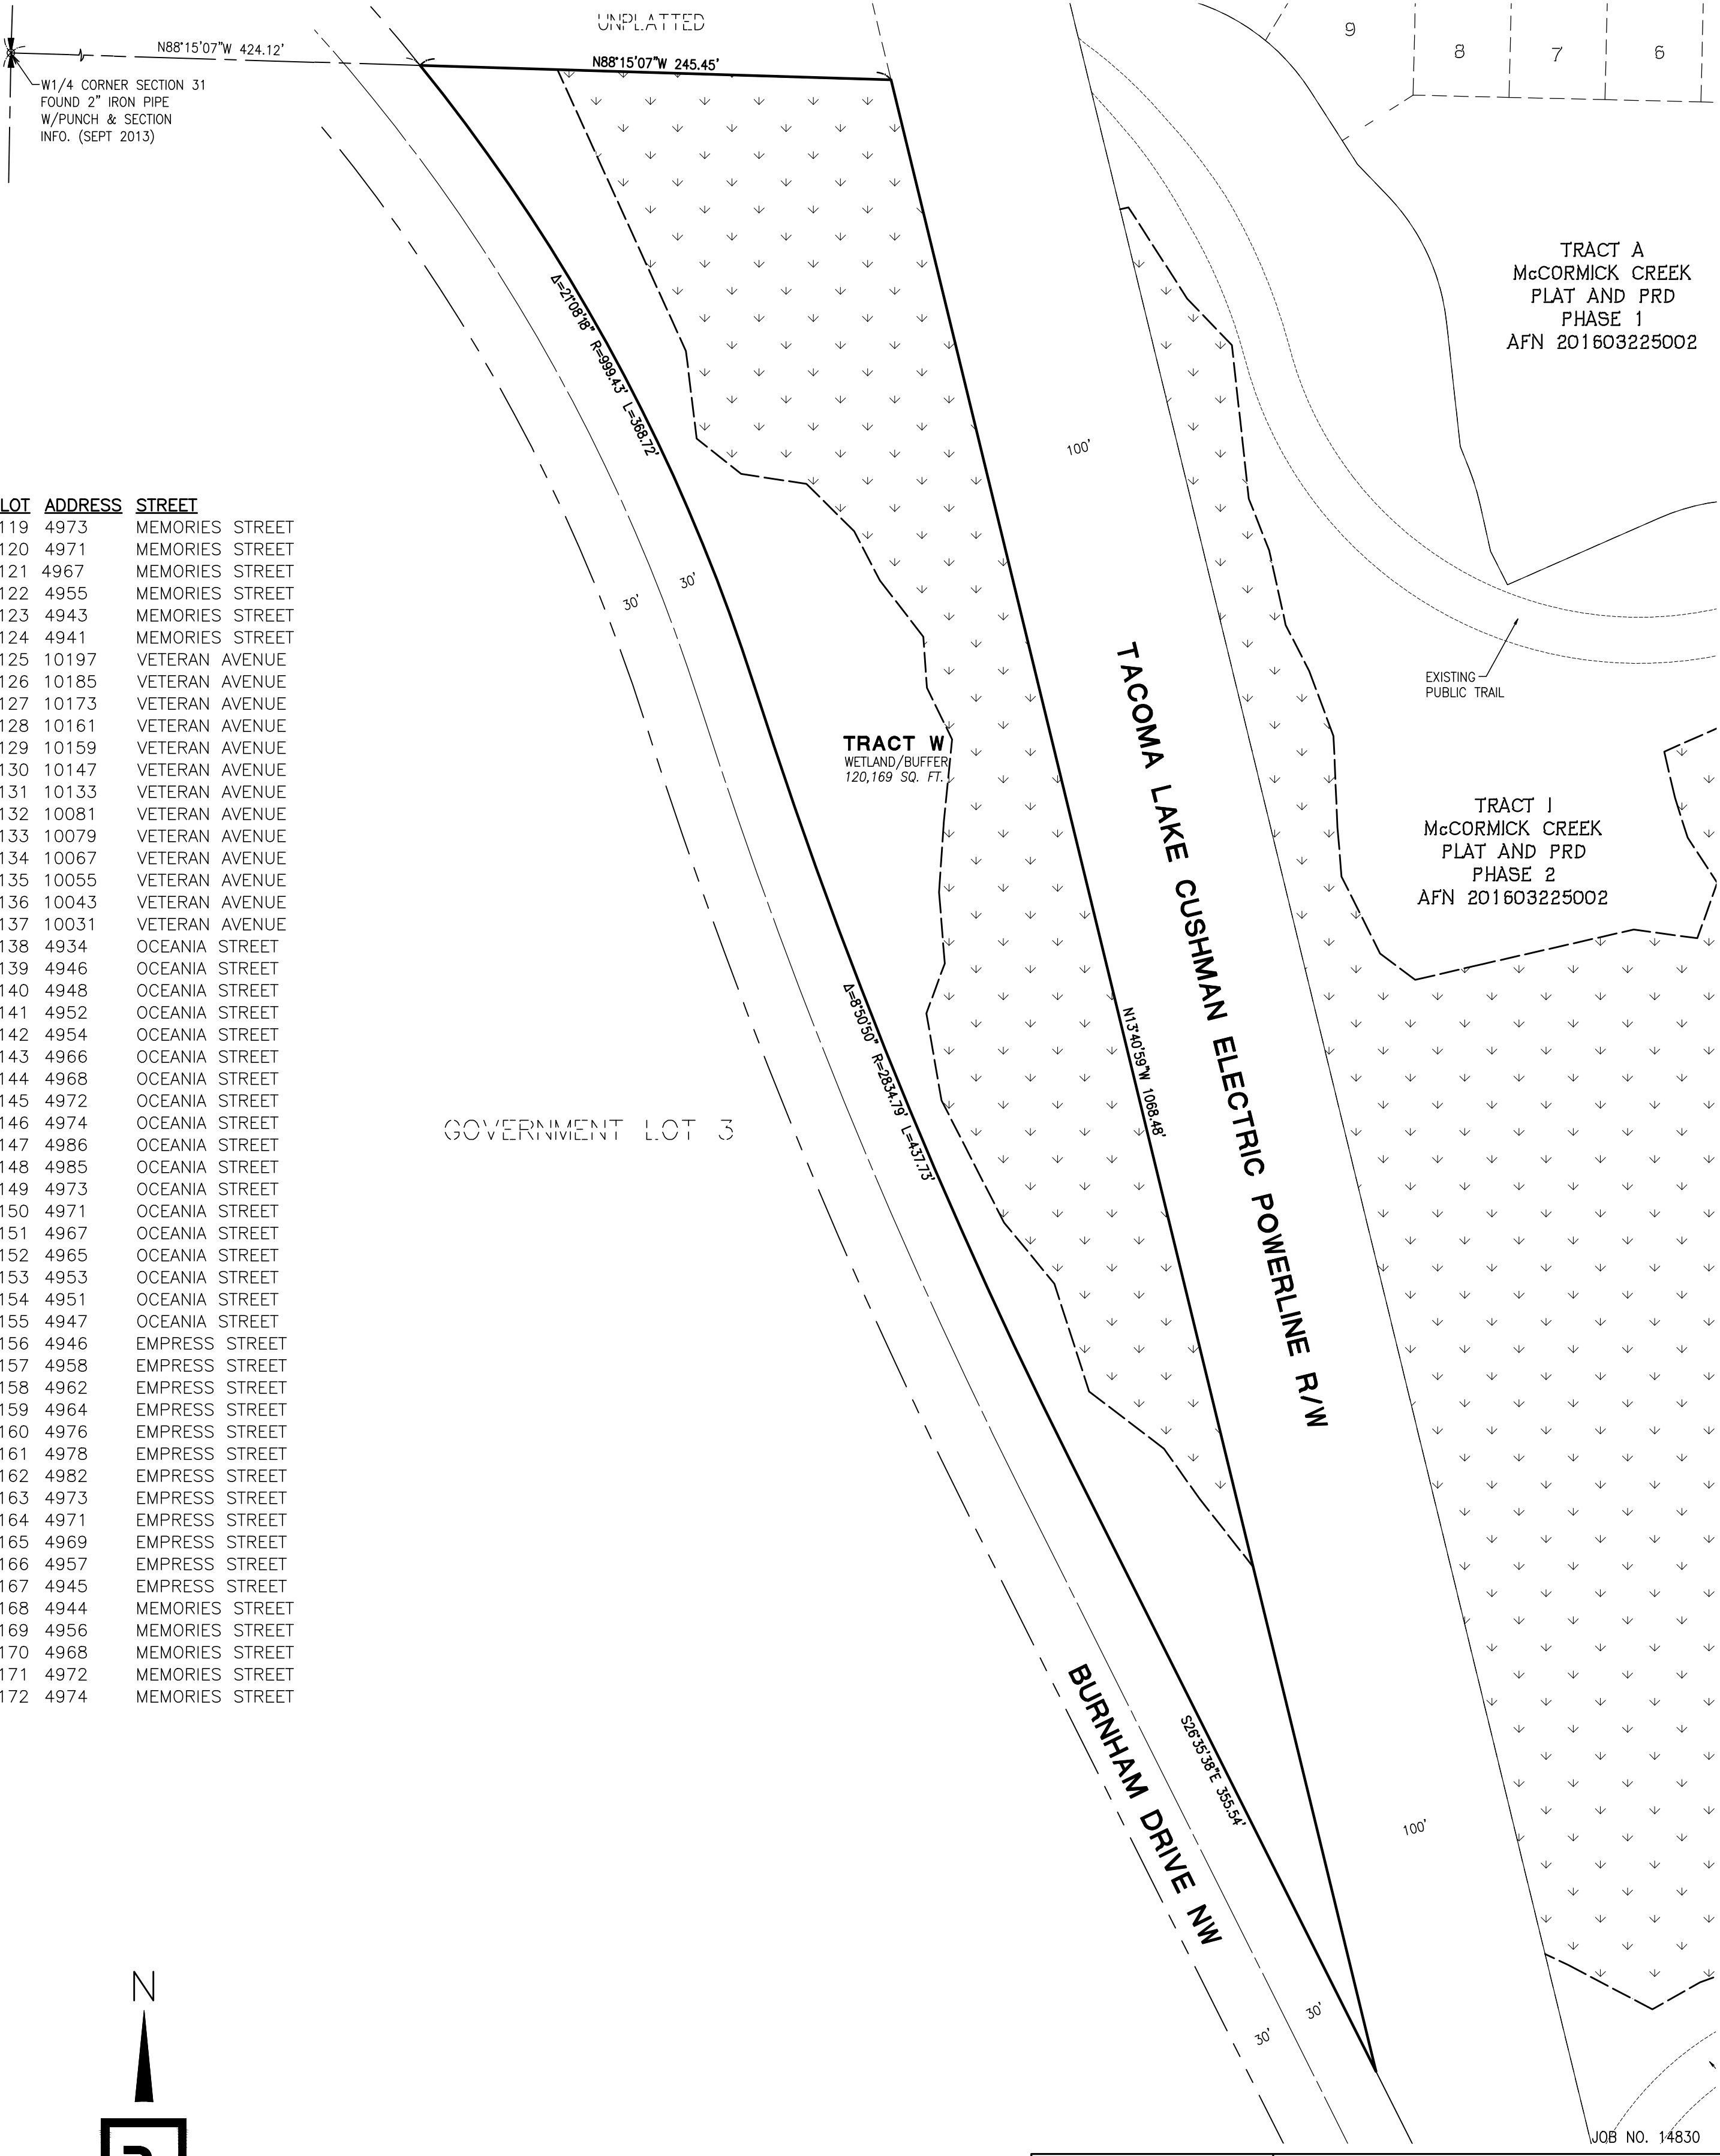 UNPLATTED
N88°15'07"W 424.12'
N88°15'07"W 245.45'
W1/4 CORNER SECTION 31
FOUND 2" IRON PIPE
W/PUNCH & SECTION
INFO. (SEPT 2013)
9
8
7
6
TRACT A
McCORMICK CREEK
PLAT AND PRD
PHASE 1
AFN 201603225002
Δ=21°08'18" R=999.43' L=368.72'
100'
30'
30'
LOT ADDRESS STREET
119 4973 MEMORIES STREET
120 4971 MEMORIES STREET
121 4967 MEMORIES STREET
122 4955 MEMORIES STREET
123 4943 MEMORIES STREET
124 4941 MEMORIES STREET
125 10197 VETERAN AVENUE
126 10185 VETERAN AVENUE
127 10173 VETERAN AVENUE
128 10161 VETERAN AVENUE
129 10159 VETERAN AVENUE
130 10147 VETERAN AVENUE
131 10133 VETERAN AVENUE
132 10081 VETERAN AVENUE
133 10079 VETERAN AVENUE
134 10067 VETERAN AVENUE
135 10055 VETERAN AVENUE
136 10043 VETERAN AVENUE
137 10031 VETERAN AVENUE
138 4934 OCEANIA STREET
139 4946 OCEANIA STREET
140 4948 OCEANIA STREET
141 4952 OCEANIA STREET
142 4954 OCEANIA STREET
143 4966 OCEANIA STREET
144 4968 OCEANIA STREET
145 4972 OCEANIA STREET
146 4974 OCEANIA STREET
147 4986 OCEANIA STREET
148 4985 OCEANIA STREET
149 4973 OCEANIA STREET
150 4971 OCEANIA STREET
151 4967 OCEANIA STREET
152 4965 OCEANIA STREET
153 4953 OCEANIA STREET
154 4951 OCEANIA STREET
155 4947 OCEANIA STREET
156 4946 EMPRESS STREET
157 4958 EMPRESS STREET
158 4962 EMPRESS STREET
159 4964 EMPRESS STREET
160 4976 EMPRESS STREET
161 4978 EMPRESS STREET
162 4982 EMPRESS STREET
163 4973 EMPRESS STREET
164 4971 EMPRESS STREET
165 4969 EMPRESS STREET
166 4957 EMPRESS STREET
167 4945 EMPRESS STREET
168 4944 MEMORIES STREET
169 4956 MEMORIES STREET
170 4968 MEMORIES STREET
171 4972 MEMORIES STREET
172 4974 MEMORIES STREET
EXISTING
PUBLIC TRAIL
TRACT W
WETLAND/BUFFER
120,169 SQ. FT.
TACOMA LAKE CUSHMAN ELECTRIC POWERLINE R/W
TRACT I
McCORMICK CREEK
PLAT AND PRD
PHASE 2
AFN 201603225002
Δ=8°50'50" R=2834.79' L=437.73'
N13°40'59"W 1068.48'
GOVERNMENT LOT 3
BURNHAM DRIVE NW
S26°35'38"E 355.54'
100'
30'
30'
N
JOB NO. 14830